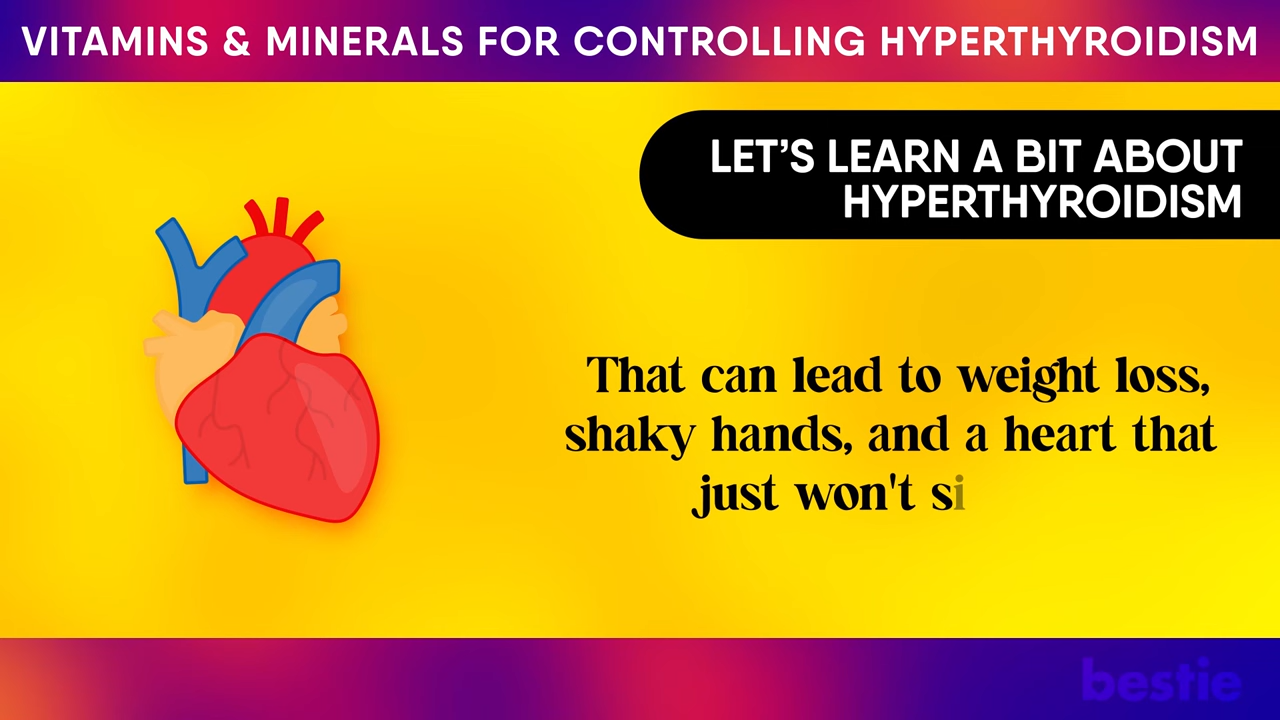 VITAMINS & MINERALS FOR CONTROLLING HYPERTHYROIDISM
LET’S LEARN A BIT ABOUT
HYPERTHYROIDISM
That can lead to weight loss,
shaky hands, and a heart that
just won't si
bestie